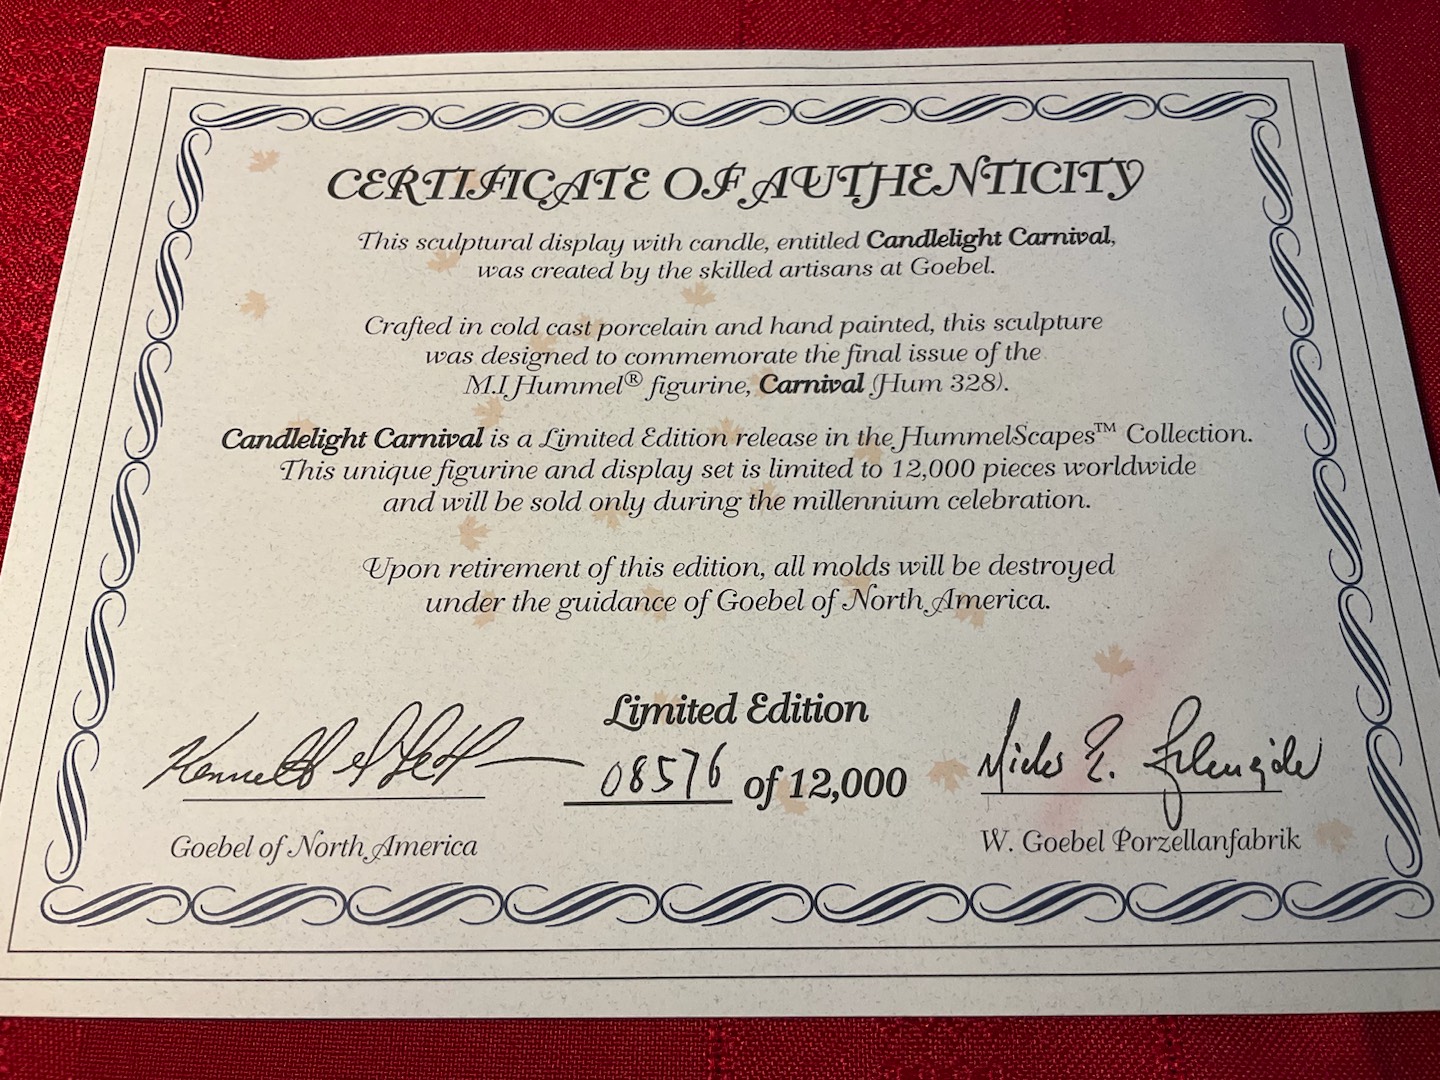 CERTIFICATE OF AUTHENTICITY
This sculptural display with candle, entitled Candlelight Carnival,
was created by the skilled artisans at Goebel.
Crafted in cold cast porcelain and hand painted, this sculpture
was designed to commemorate the final issue of the
M.I.Hummel® figurine, Carnival (Hum 328).
Candlelight Carnival is a Limited Edition release in the HummelScapes™ Collection.
This unique figurine and display set is limited to 12,000 pieces worldwide
and will be sold only during the millennium celebration.
Upon retirement of this edition, all molds will be destroyed
under the guidance of Goebel of North America.
Limited Edition
08576 of 12,000
Kenneth
Goebel of North America
W. Goebel Porzellanfabrik